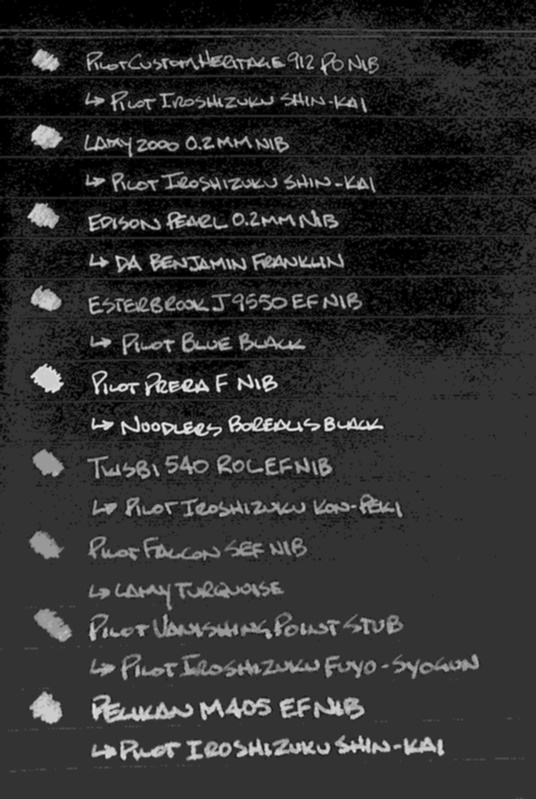 PILOT CUSTOM HERITAGE 912 PO NIB
↳ PILOT IROSHIZUKU SHIN-KAI
LAMY 2000 0.2MM NIB
↳ PILOT IROSHIZUKU SHIN-KAI
EDISON PEARL 0.2MM NIB
↳ DA BENJAMIN FRANKLIN
ESTERBROOK J 9550 EF NIB
↳ PILOT BLUE BLACK
PILOT PRERA F NIB
↳ NOODLERS BOREALIS BLACK
TWSBI 540 ROC EF NIB
↳ PILOT IROSHIZUKU KON-PEKI
PILOT FALCON SEF NIB
↳ LAMY TURQUOISE
PILOT VANISHING POINT STUB
↳ PILOT IROSHIZUKU FUYO-SYOGUN
PELIKAN M405 EF NIB
↳ PILOT IROSHIZUKU SHIN-KAI